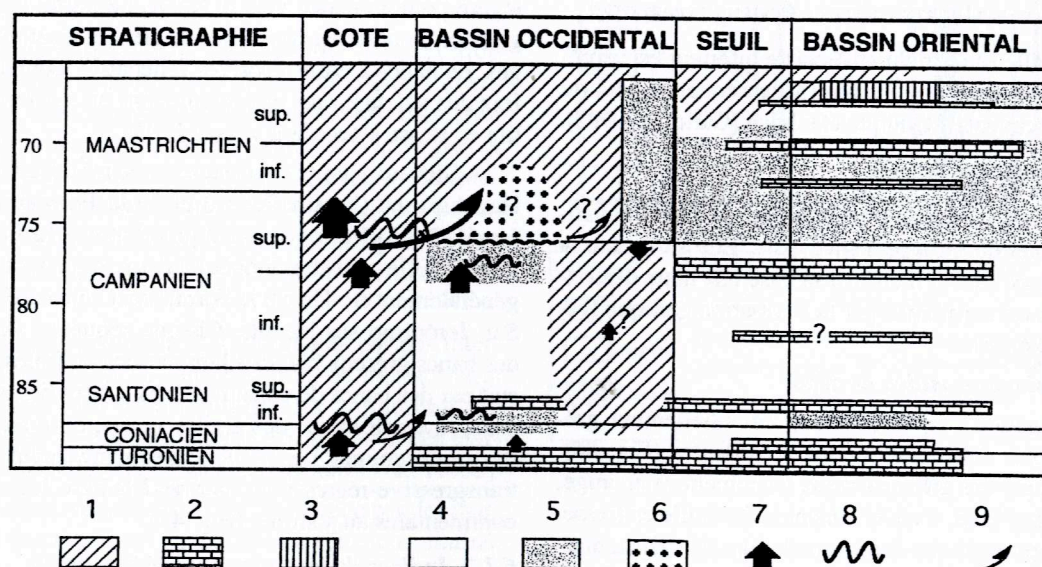 STRATIGRAPHIE COTE BASSIN OCCIDENTAL SEUIL BASSIN ORIENTAL
sup.
70 MAASTRICHTIEN
inf.
? ?
75
sup.
CAMPANIEN
80
inf. ? ?
85 SANTONIEN sup.
inf.
CONIACIEN
TURONIEN
1 2 3 4 5 6 7 8 9